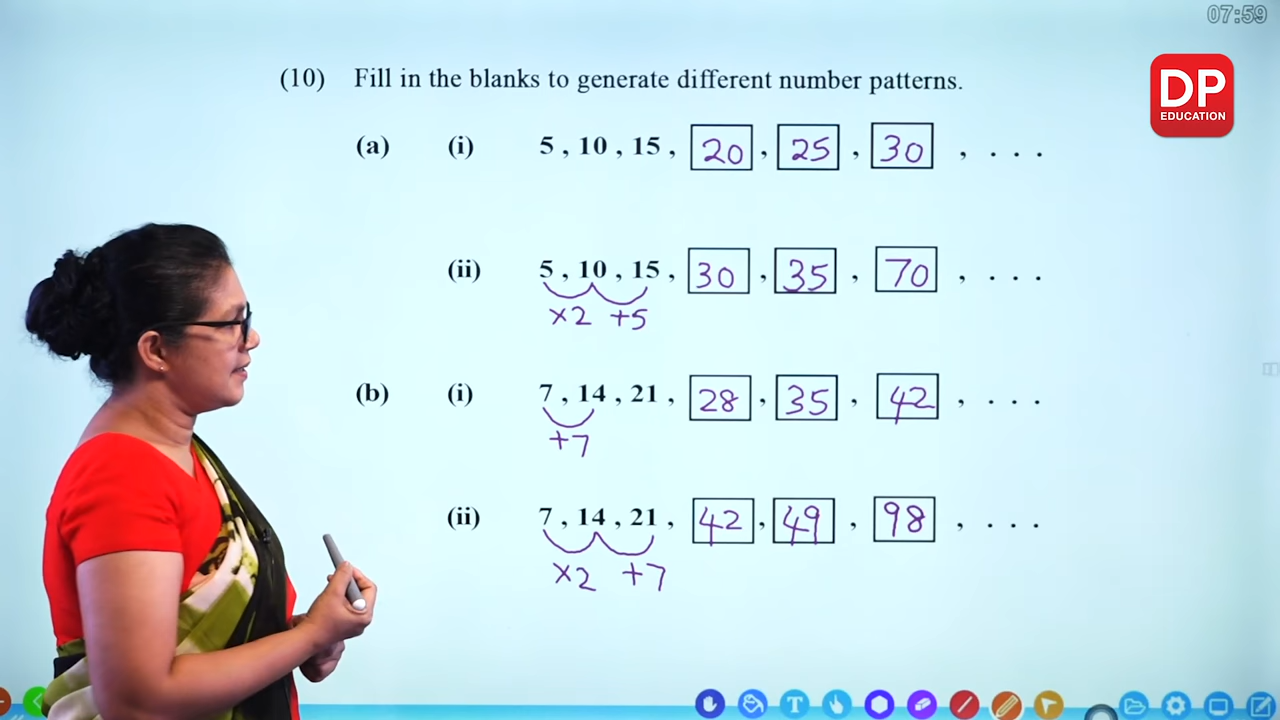 07:59
DP
EDUCATION
(10) Fill in the blanks to generate different number patterns.
(a) (i) 5 , 10 , 15 , 20 , 25 , 30 , . . .
(ii) 5 , 10 , 15 , 30 , 35 , 70 , . . .
×2 +5
(b) (i) 7 , 14 , 21 , 28 , 35 , 42 , . . .
+7
(ii) 7 , 14 , 21 , 42 , 49 , 98 , . . .
×2 +7
T